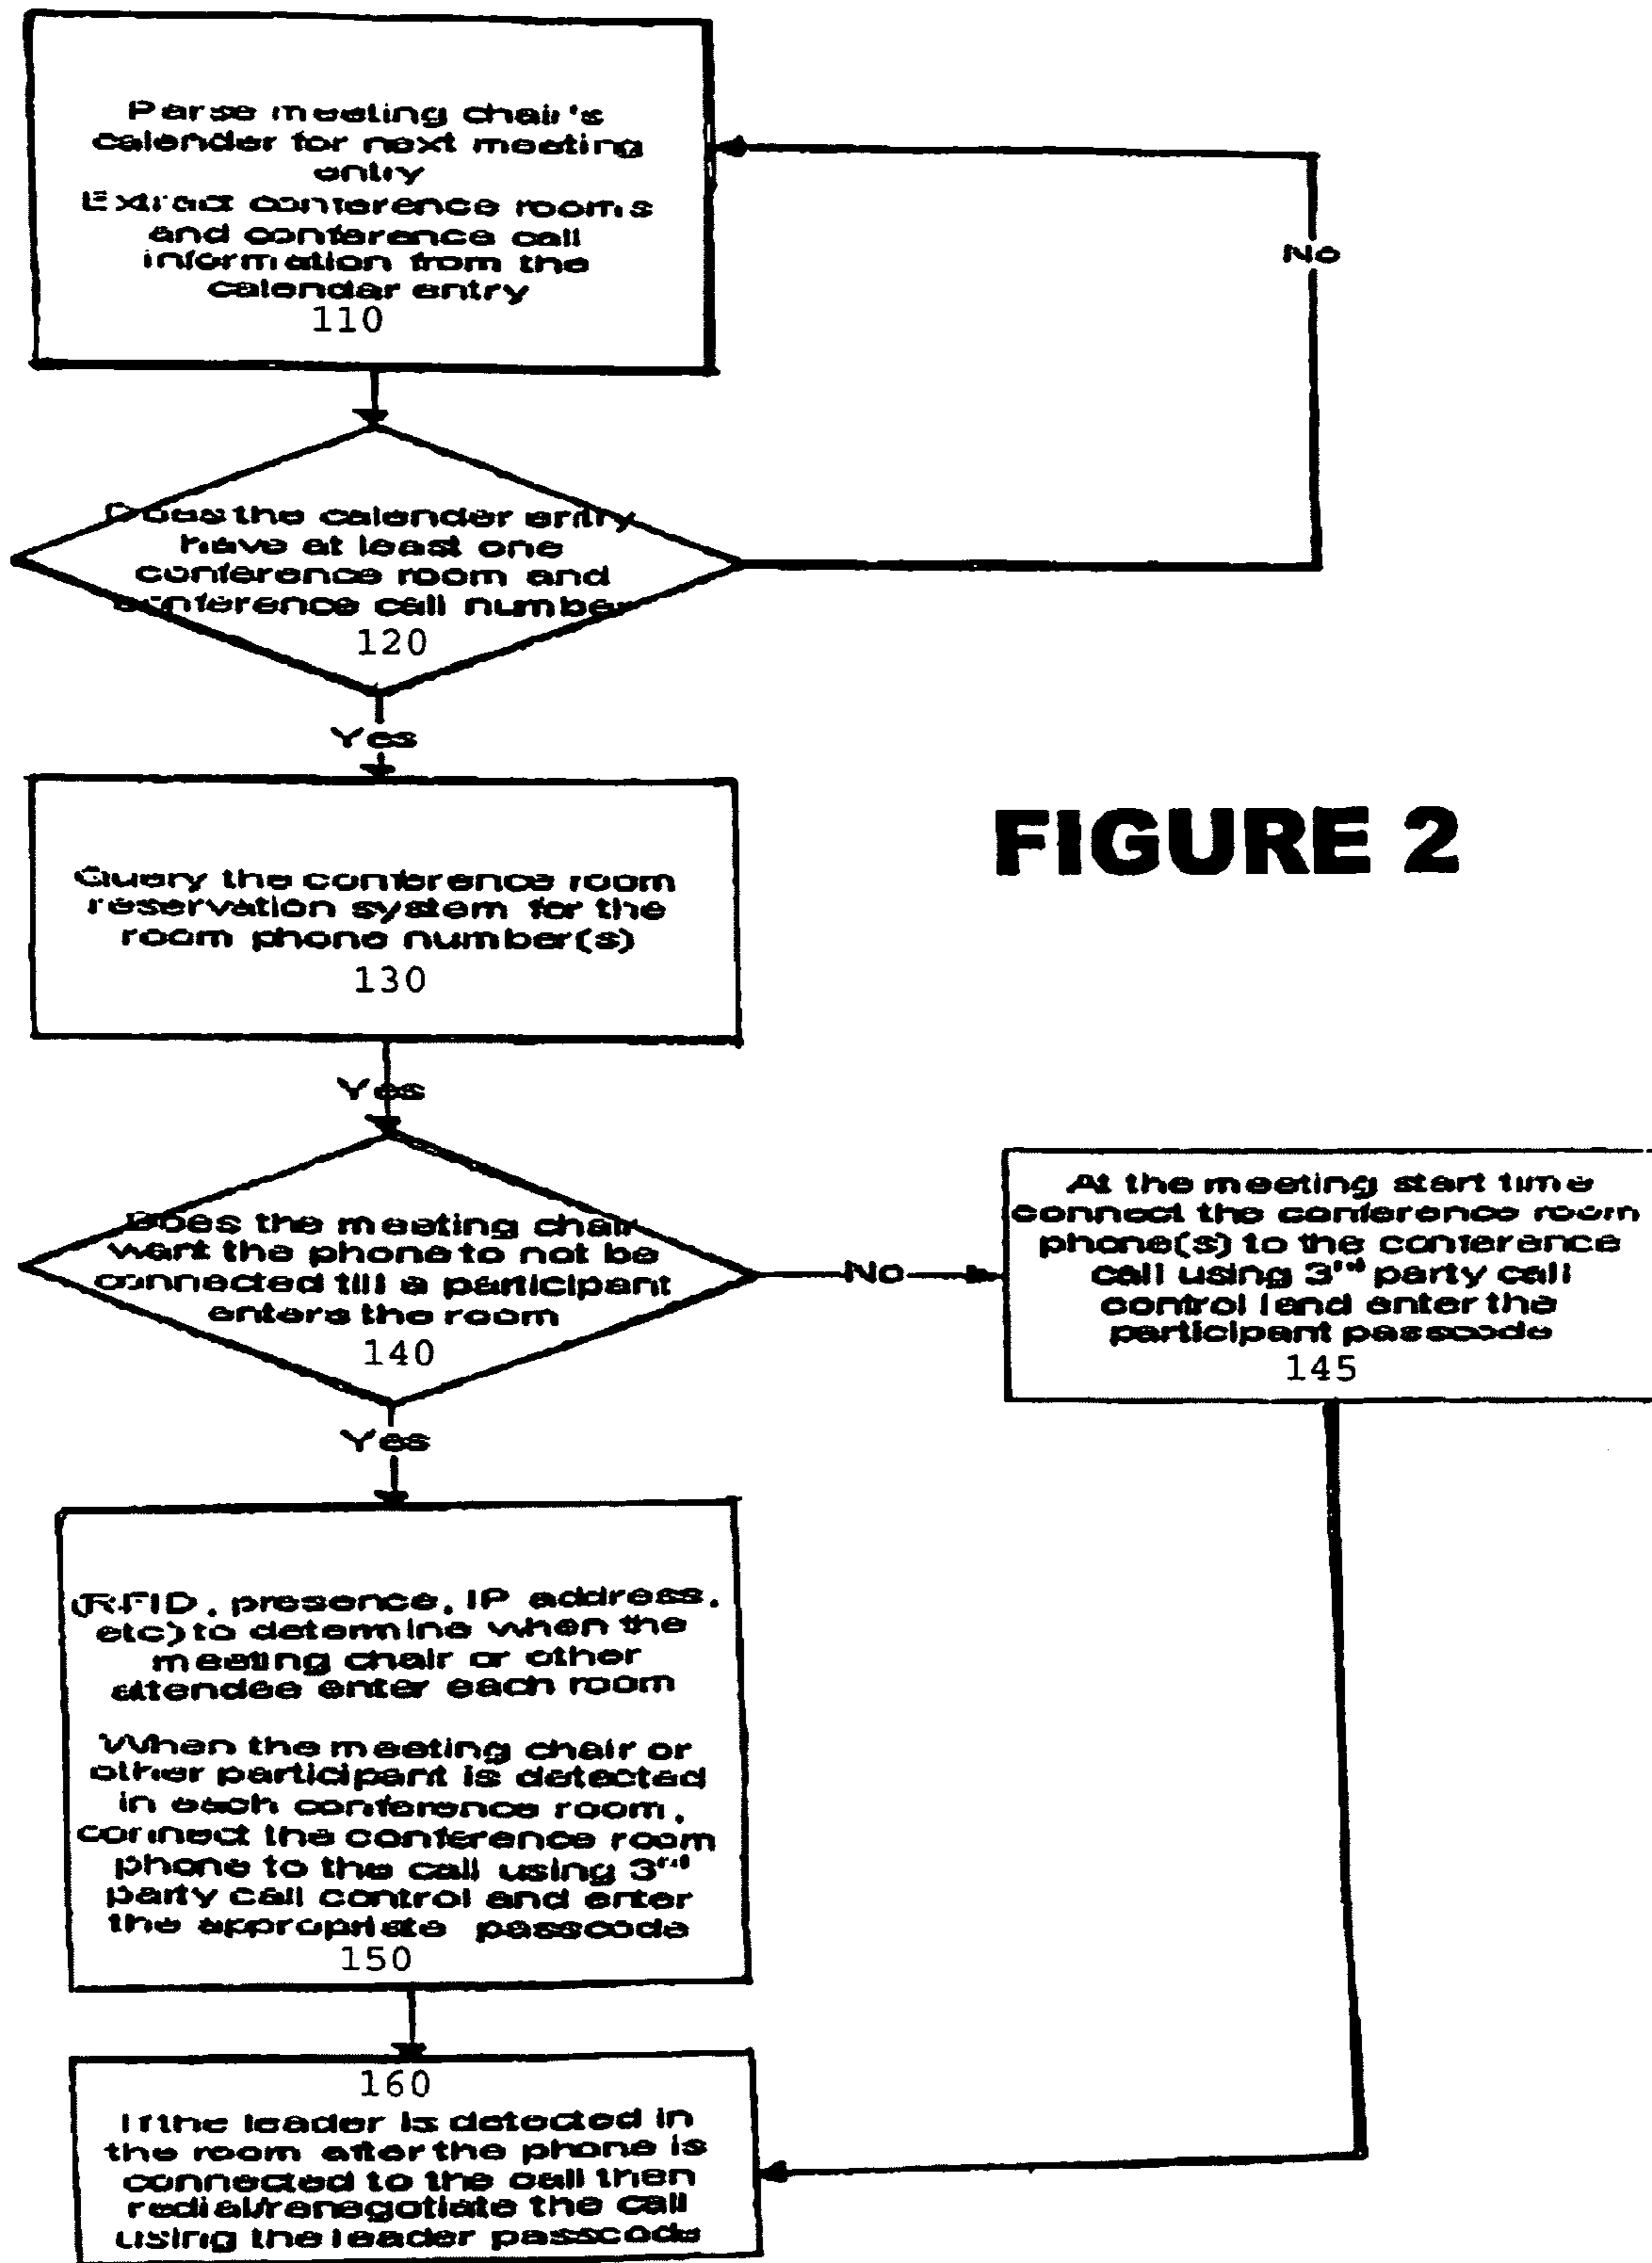 Parse meeting chair's
calender for next meeting
entry
Extract conference rooms
and conference call
information from the
calendar entry
110
No
Does the calender entry
have at least one
conference room and
conference call number
120
Yes
FIGURE 2
Query the conference room
reservation system for the
room phone number(s)
130
Yes
Does the meeting chair
want the phone to not be
connected till a participant
enters the room
140
No
At the meeting start time
connect the conference room
phone(s) to the conference
call using 3rd party call
control (and enter the
participant passcode
145
Yes
(RFID, presence, IP address,
etc) to determine when the
meeting chair or other
attendee enter each room
When the meeting chair or
other participant is detected
in each conference room,
connect the conference room
phone to the call using 3rd
party call control and enter
the appropriate passcode
150
160
If the leader is detected in
the room after the phone is
connected to the call then
redial/renegotiate the call
using the leader passcode